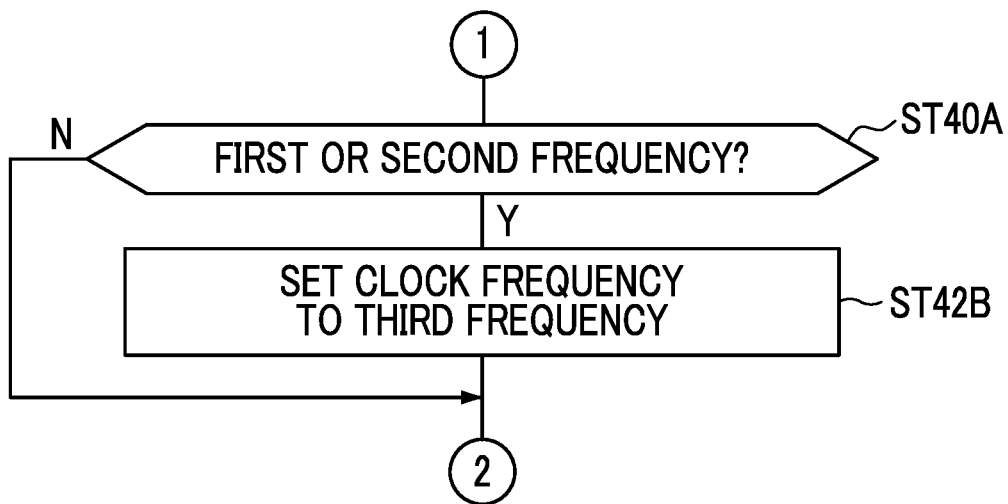 1
N
FIRST OR SECOND FREQUENCY?
ST40A
Y
SET CLOCK FREQUENCY
TO THIRD FREQUENCY
ST42B
2